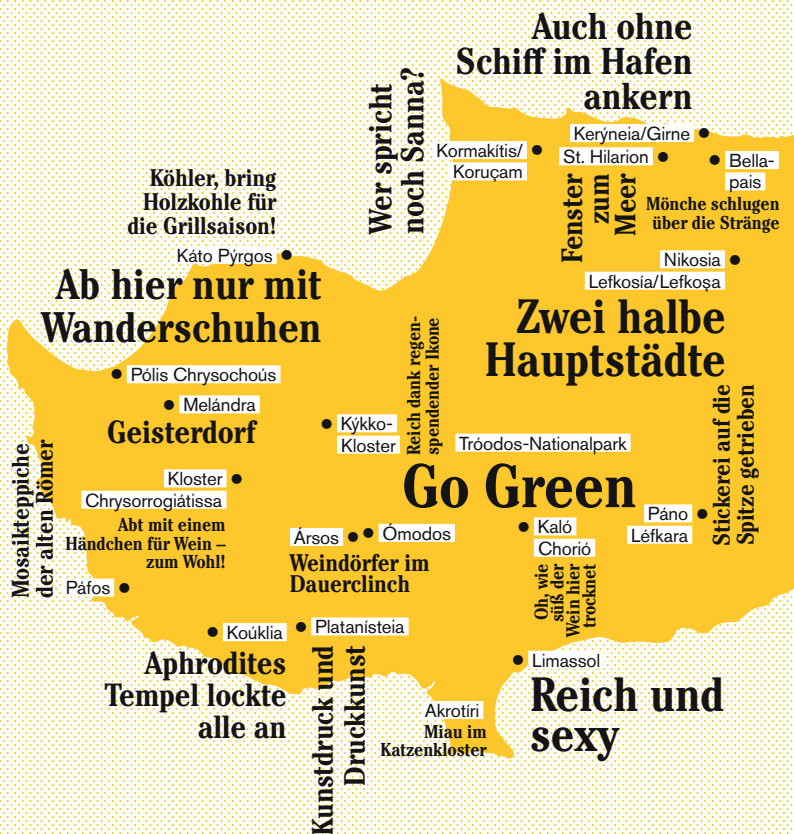 Auch ohne
Schiff im Hafen
ankern
Wer spricht
noch Sanna?
Kerýneia/Girne
Kormakítis/
Koruçam
St. Hilarion
Bella-
pais
Fenster
zum
Meer
Mönche schlugen
über die Stränge
Köhler, bring
Holzkohle für
die Grillsaison!
Káto Pýrgos
Nikosia
Lefkosía/Lefkoşa
Ab hier nur mit
Wanderschuhen
Zwei halbe
Hauptstädte
Reich dank regen-
spendender Ikone
Pólis Chrysochoús
Melándra
Geisterdorf
Kýkko-
Kloster
Tróodos-Nationalpark
Go Green
Stickerei auf die
Spitze getrieben
Mosaikteppiche
der alten Römer
Kloster
Chrysorrogiátissa
Abt mit einem
Händchen für Wein –
zum Wohl!
Ársos
Ómodos
Weindörfer im
Dauerclinch
Kaló
Chorió
Oh, wie
süß der
Wein hier
trocknet
Páno
Léfkara
Páfos
Koúklia
Aphrodites
Tempel lockte
alle an
Platanísteia
Kunstdruck und
Druckkunst
Limassol
Reich und
sexy
Akrotíri
Miau im
Katzenkloster